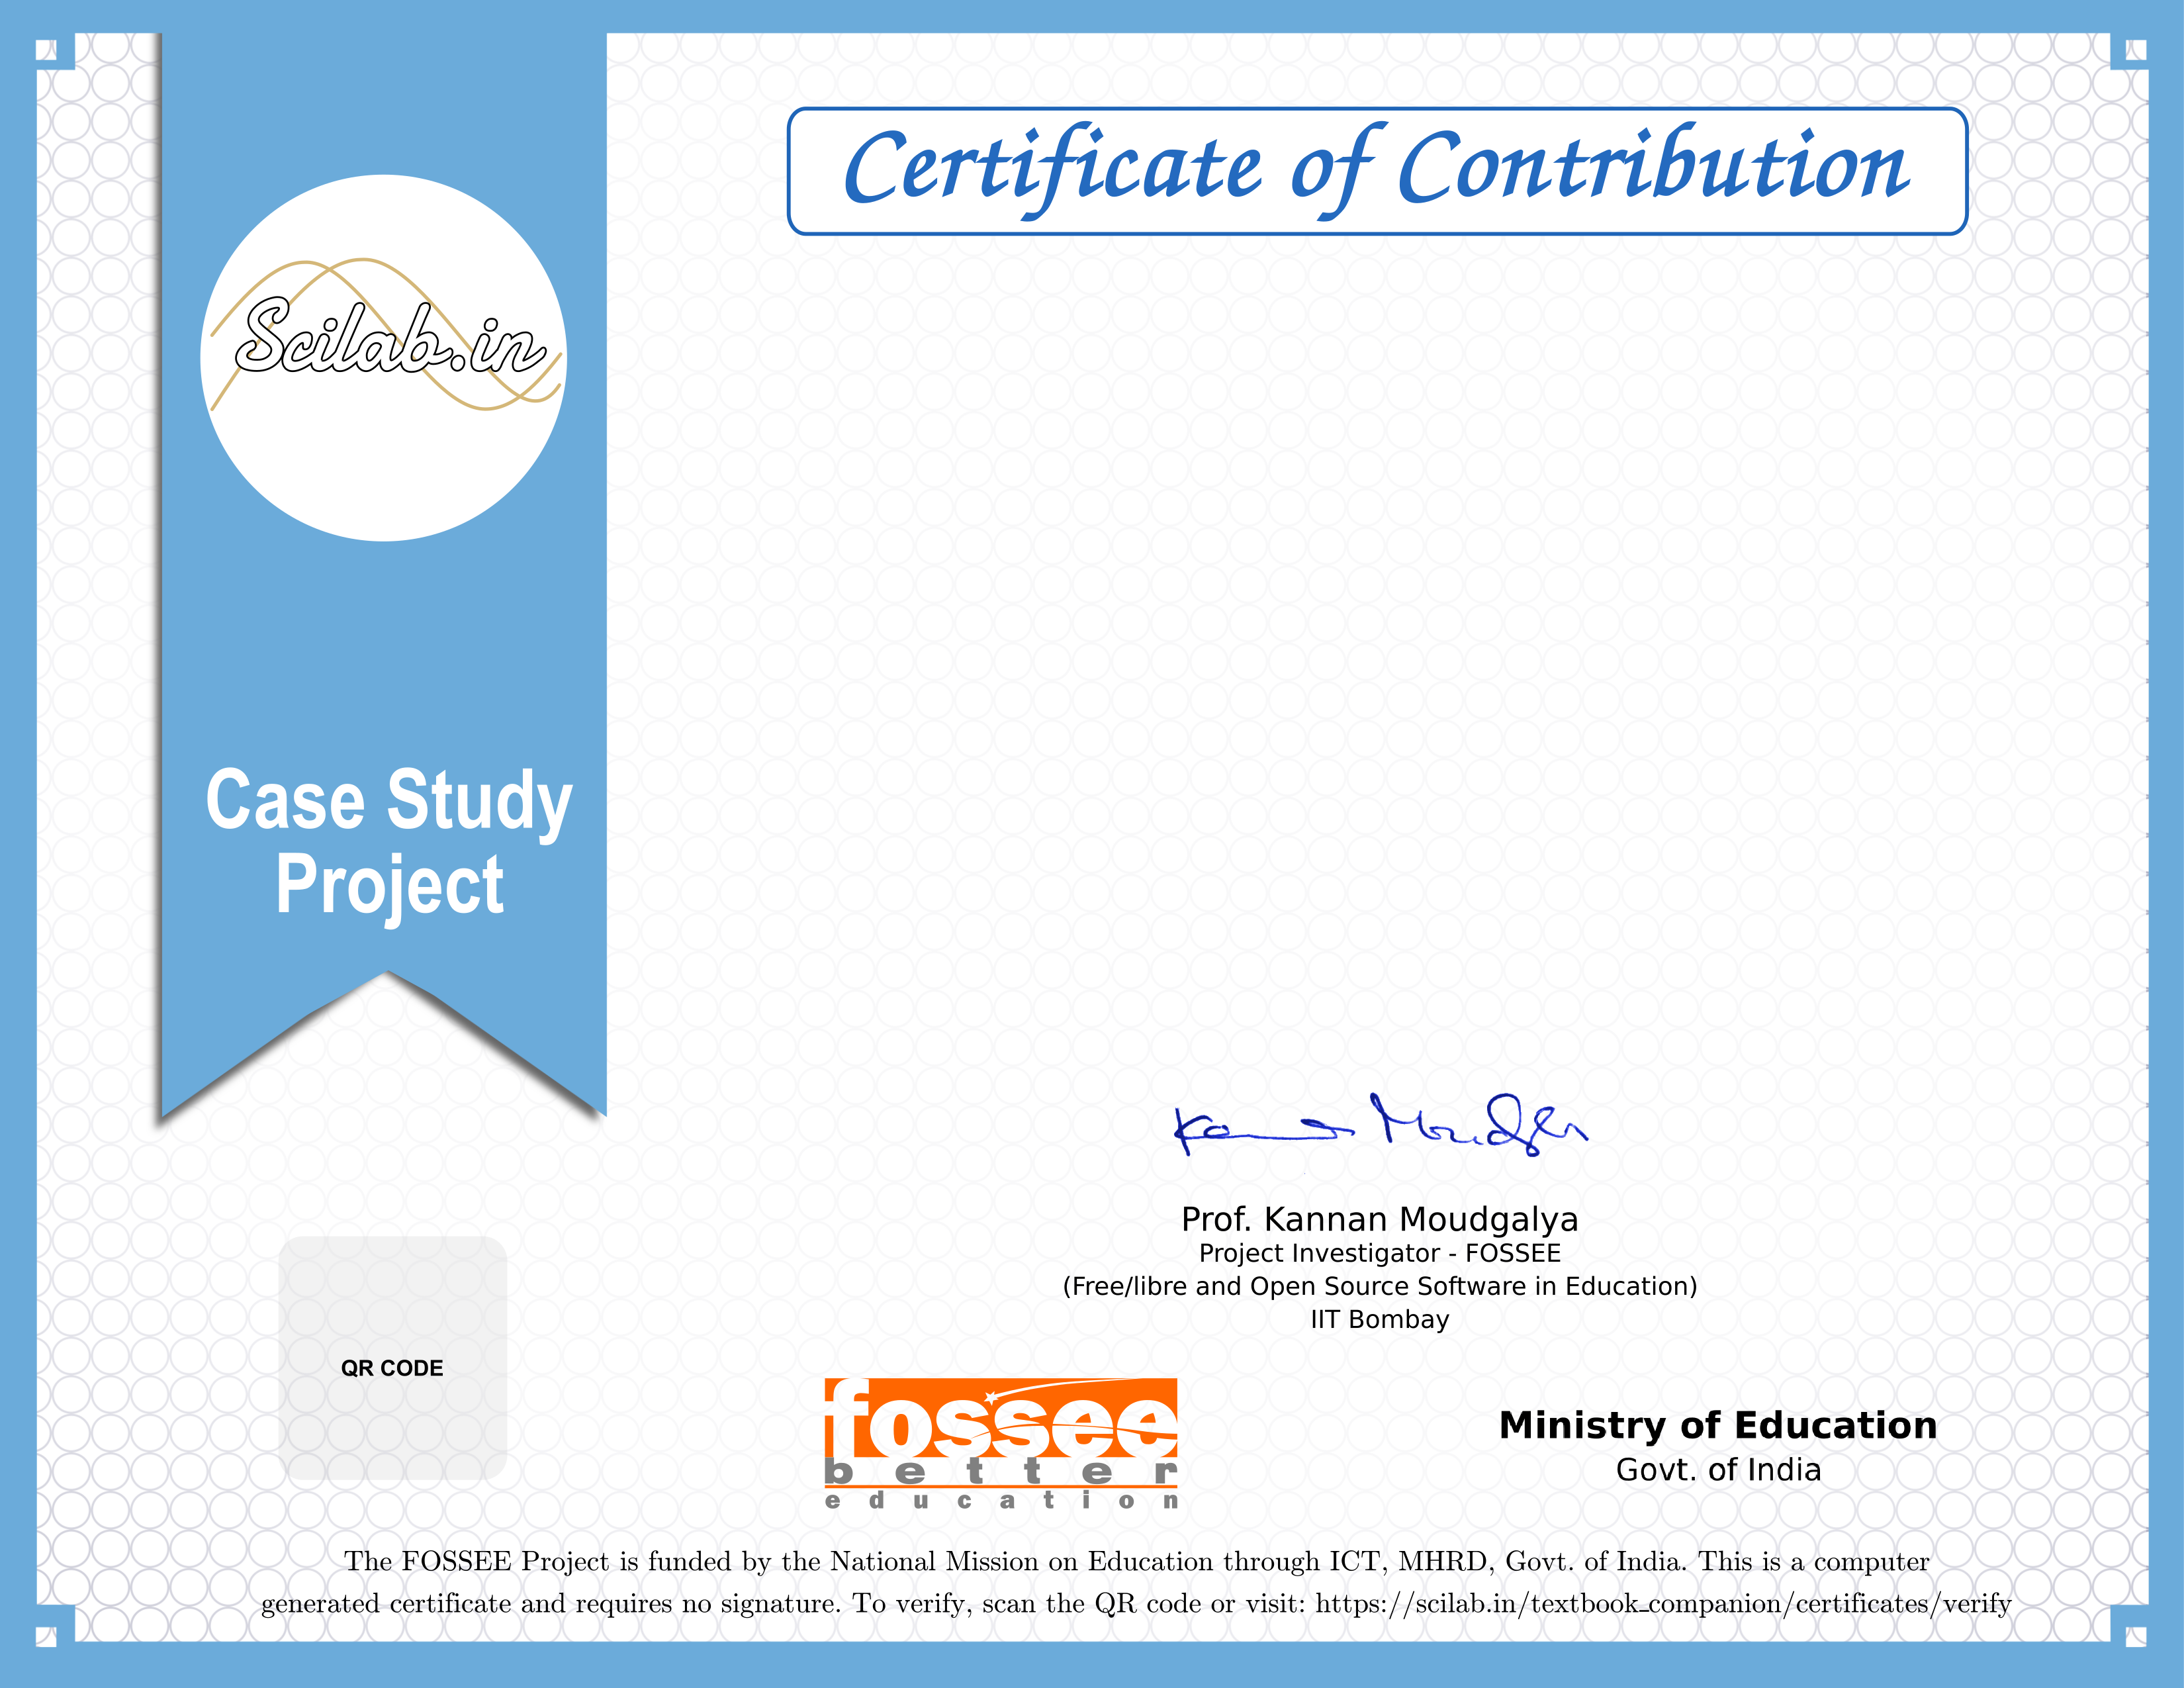 Certificate of Contribution
Scilab.in
Case Study
Project
Kannan Moudgalya
Prof. Kannan Moudgalya
Project Investigator - FOSSEE
(Free/libre and Open Source Software in Education)
IIT Bombay
QR CODE
fossee
better
education
Ministry of Education
Govt. of India
The FOSSEE Project is funded by the National Mission on Education through ICT, MHRD, Govt. of India. This is a computer
generated certificate and requires no signature. To verify, scan the QR code or visit: https://scilab.in/textbook_companion/certificates/verify